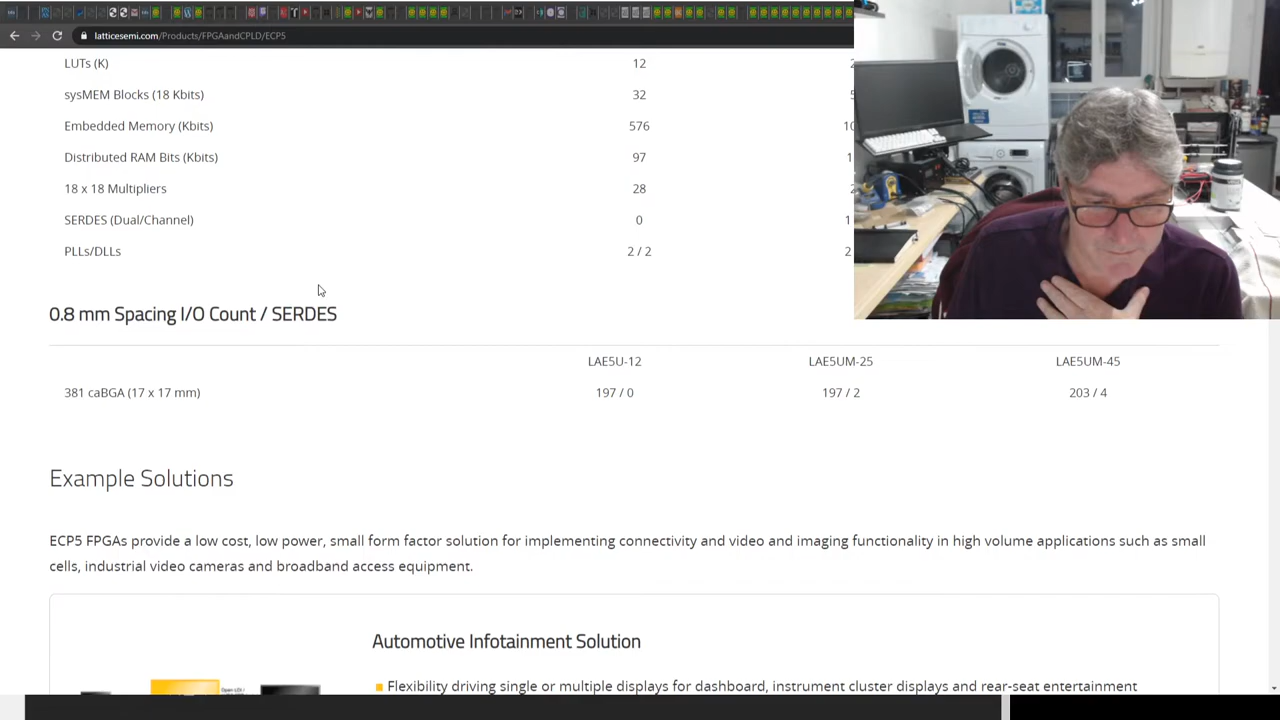 latticesemi.com/Products/FPGAandCPLD/ECP5
LUTs (K) 12
sysMEM Blocks (18 Kbits) 32
Embedded Memory (Kbits) 576 10
Distributed RAM Bits (Kbits) 97 1
18 x 18 Multipliers 28 2
SERDES (Dual/Channel) 0 1
PLLs/DLLs 2 / 2 2
0.8 mm Spacing I/O Count / SERDES
LAE5U-12 LAE5UM-25 LAE5UM-45
381 caBGA (17 x 17 mm) 197 / 0 197 / 2 203 / 4
Example Solutions
ECP5 FPGAs provide a low cost, low power, small form factor solution for implementing connectivity and video and imaging functionality in high volume applications such as small
cells, industrial video cameras and broadband access equipment.
Automotive Infotainment Solution
Flexibility driving single or multiple displays for dashboard, instrument cluster displays and rear-seat entertainment